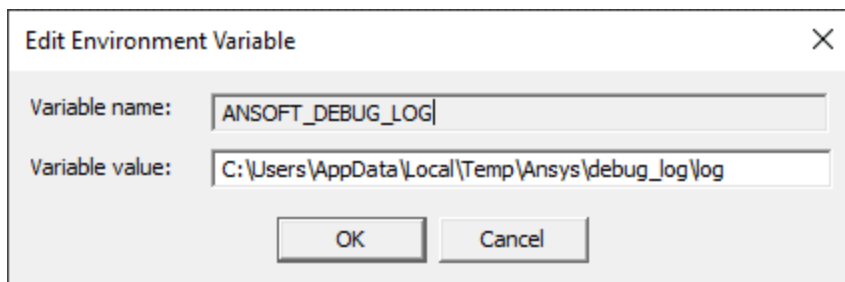 Edit Environment Variable
Variable name: ANSOFT_DEBUG_LOG
Variable value: C:\Users\AppData\Local\Temp\Ansys\debug_log\log
OK Cancel